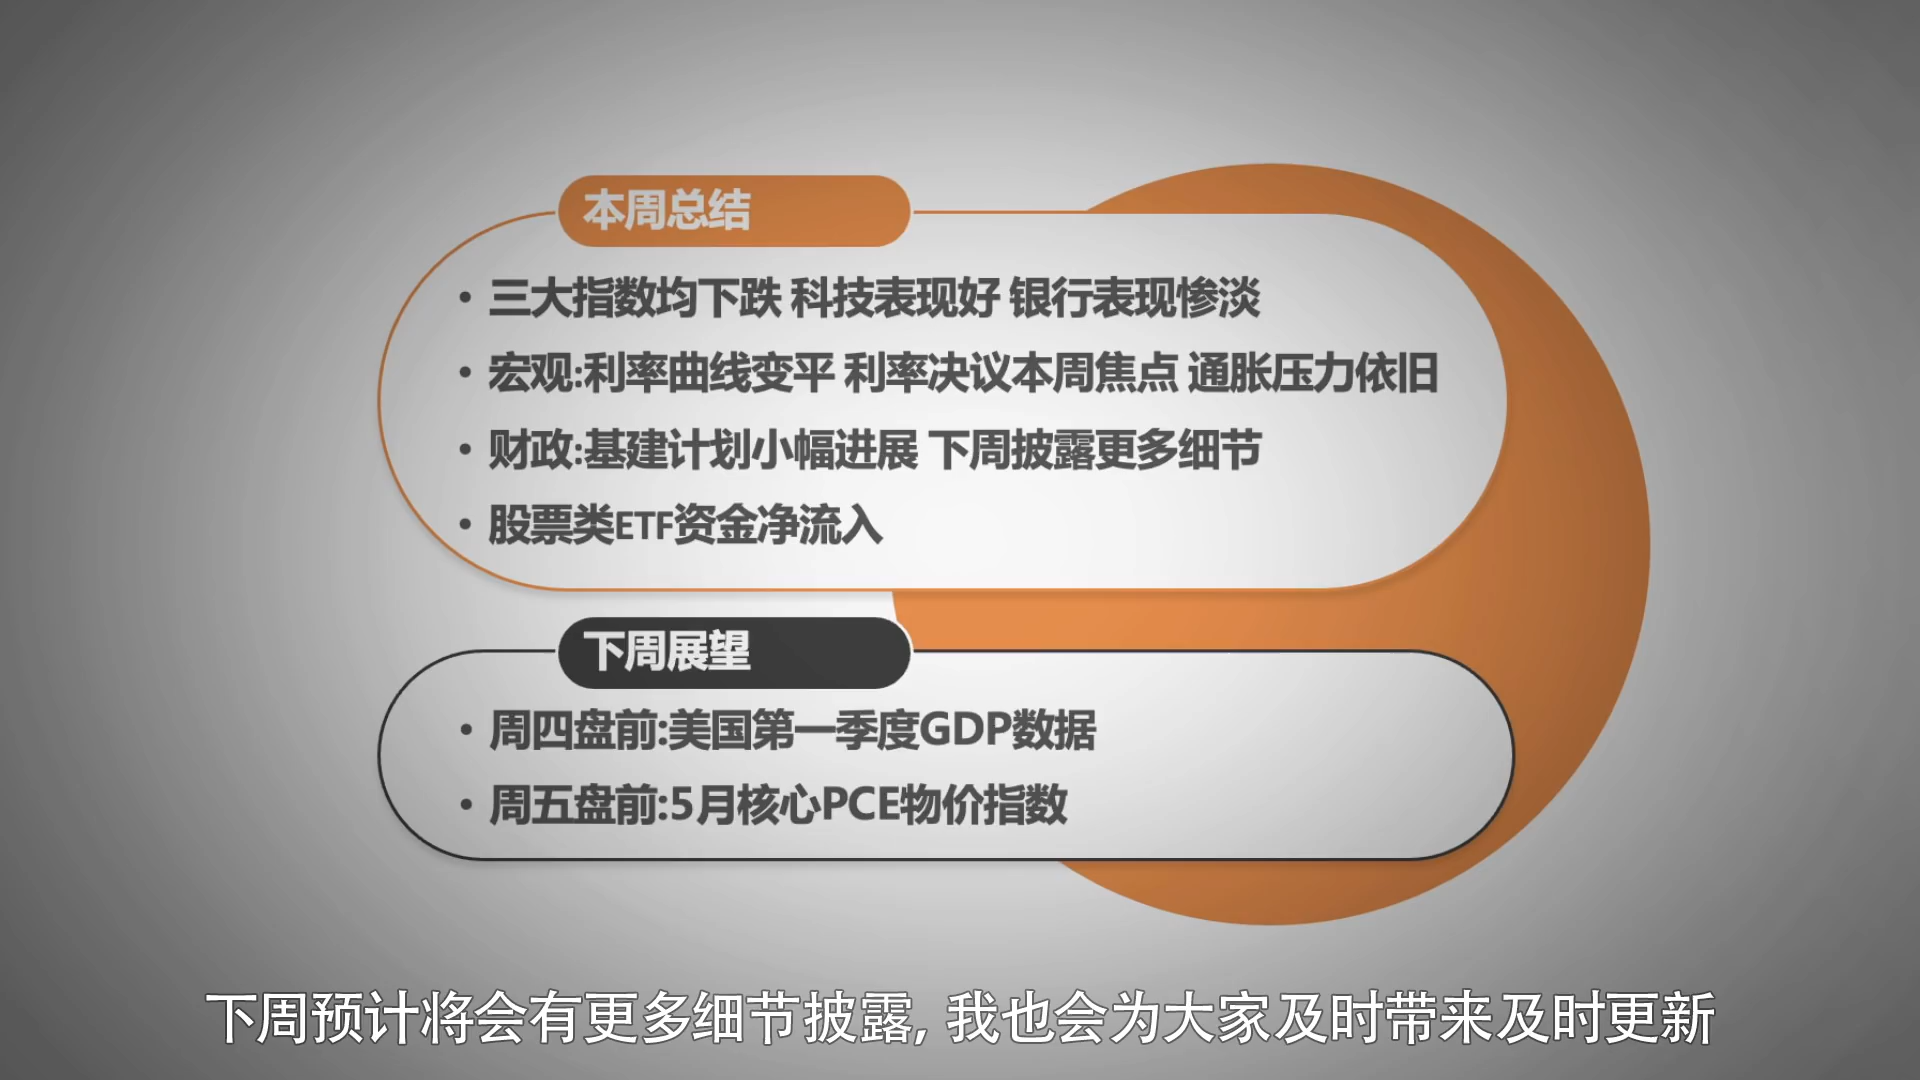 本周总结
• 三大指数均下跌 科技表现好 银行表现惨淡
• 宏观:利率曲线变平 利率决议本周焦点 通胀压力依旧
• 财政:基建计划小幅进展 下周披露更多细节
• 股票类ETF资金净流入
下周展望
• 周四盘前:美国第一季度GDP数据
• 周五盘前:5月核心PCE物价指数
下周预计将会有更多细节披露, 我也会为大家及时带来及时更新